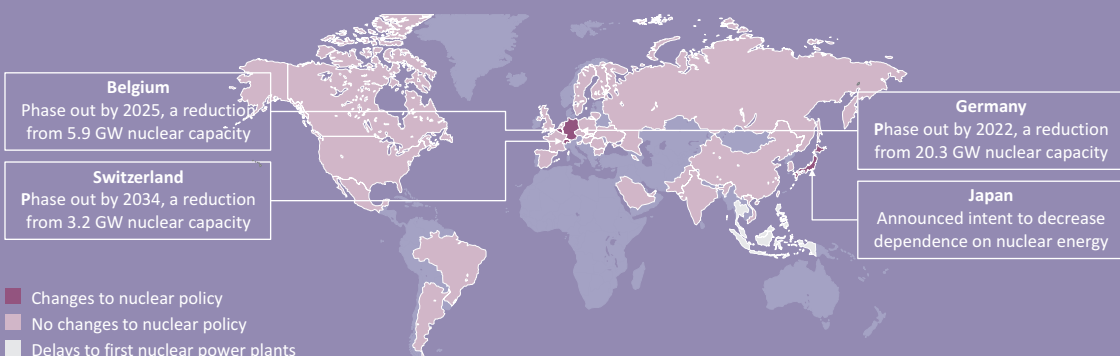 Belgium
Phase out by 2025, a reduction
from 5.9 GW nuclear capacity
Switzerland
Phase out by 2034, a reduction
from 3.2 GW nuclear capacity
Germany
Phase out by 2022, a reduction
from 20.3 GW nuclear capacity
Japan
Announced intent to decrease
dependence on nuclear energy
Changes to nuclear policy
No changes to nuclear policy
Delays to first nuclear power plants